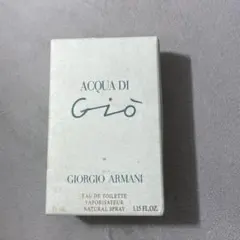 ACQUA DI
Giò
GIORGIO ARMANI
EAU DE TOILETTE
VAPORISATEUR
NATURAL SPRAY 1.15 FL.OZ.